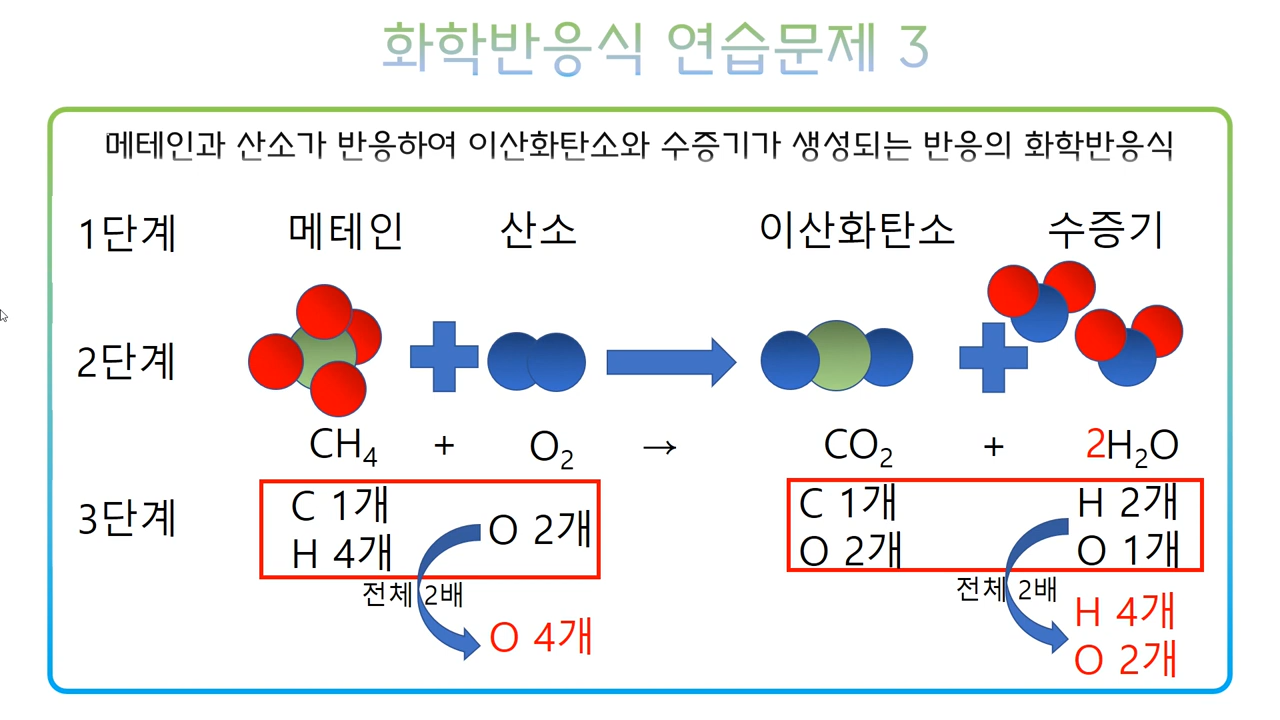 화학반응식 연습문제 3
메테인과 산소가 반응하여 이산화탄소와 수증기가 생성되는 반응의 화학반응식
1단계 메테인 산소 이산화탄소 수증기
2단계
CH₄ + O₂ → CO₂ + 2H₂O
3단계
C 1개
H 4개
O 2개
전체 2배
O 4개
C 1개
O 2개
H 2개
O 1개
전체 2배
H 4개
O 2개